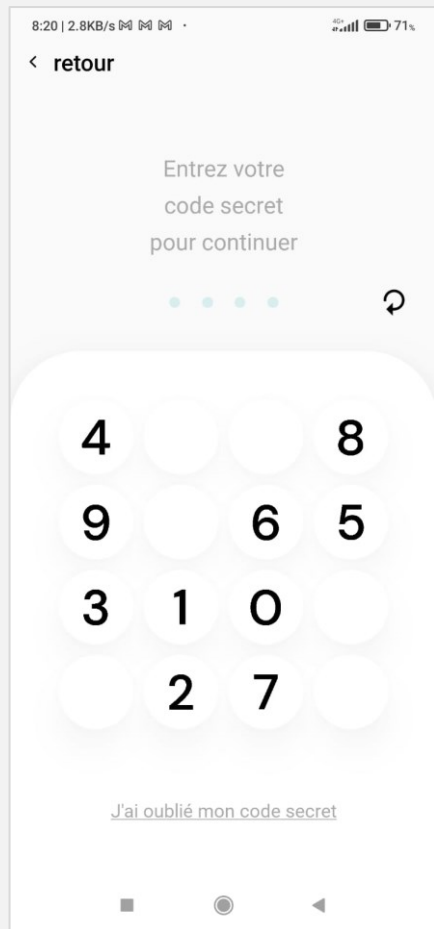 8:20 | 2.8KB/s 4G+ 71%
< retour
Entrez votre
code secret
pour continuer
4 8
9 6 5
3 1 0
2 7
J'ai oublié mon code secret